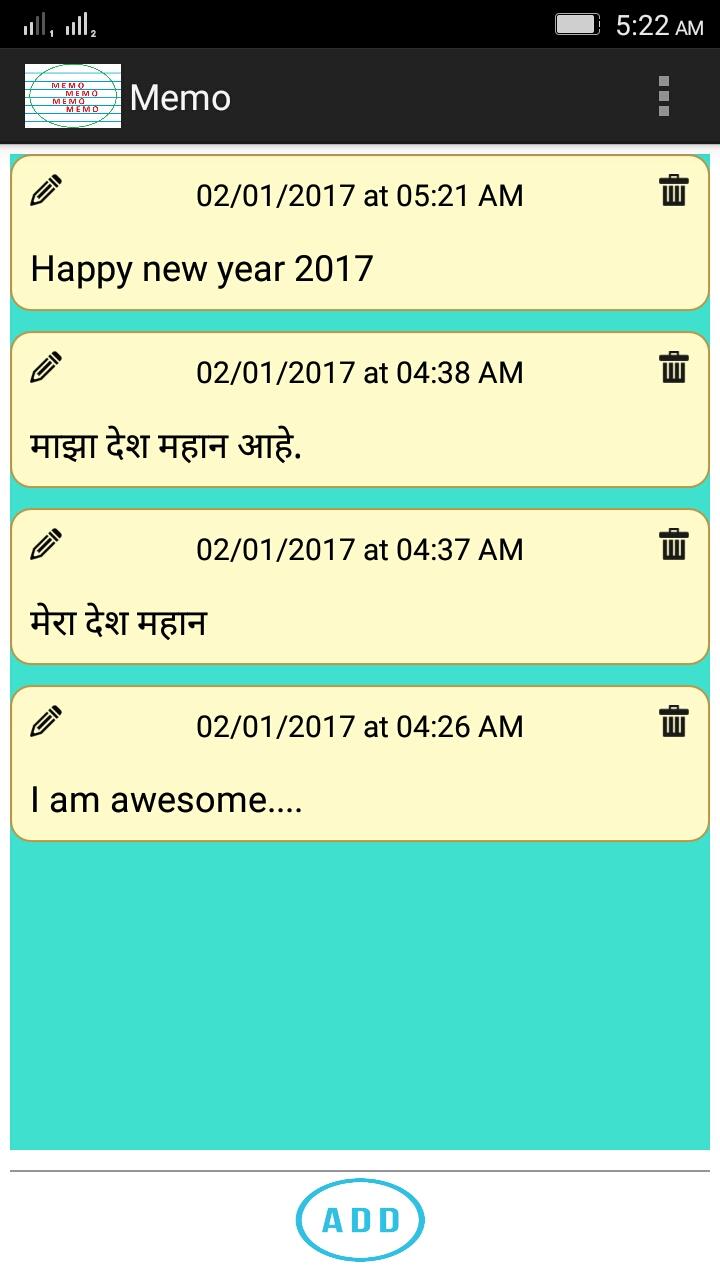 1 2 5:22 AM
MEMO
MEMO
MEMO
MEMO
Memo
02/01/2017 at 05:21 AM
Happy new year 2017
02/01/2017 at 04:38 AM
माझा देश महान आहे.
02/01/2017 at 04:37 AM
मेरा देश महान
02/01/2017 at 04:26 AM
I am awesome....
ADD